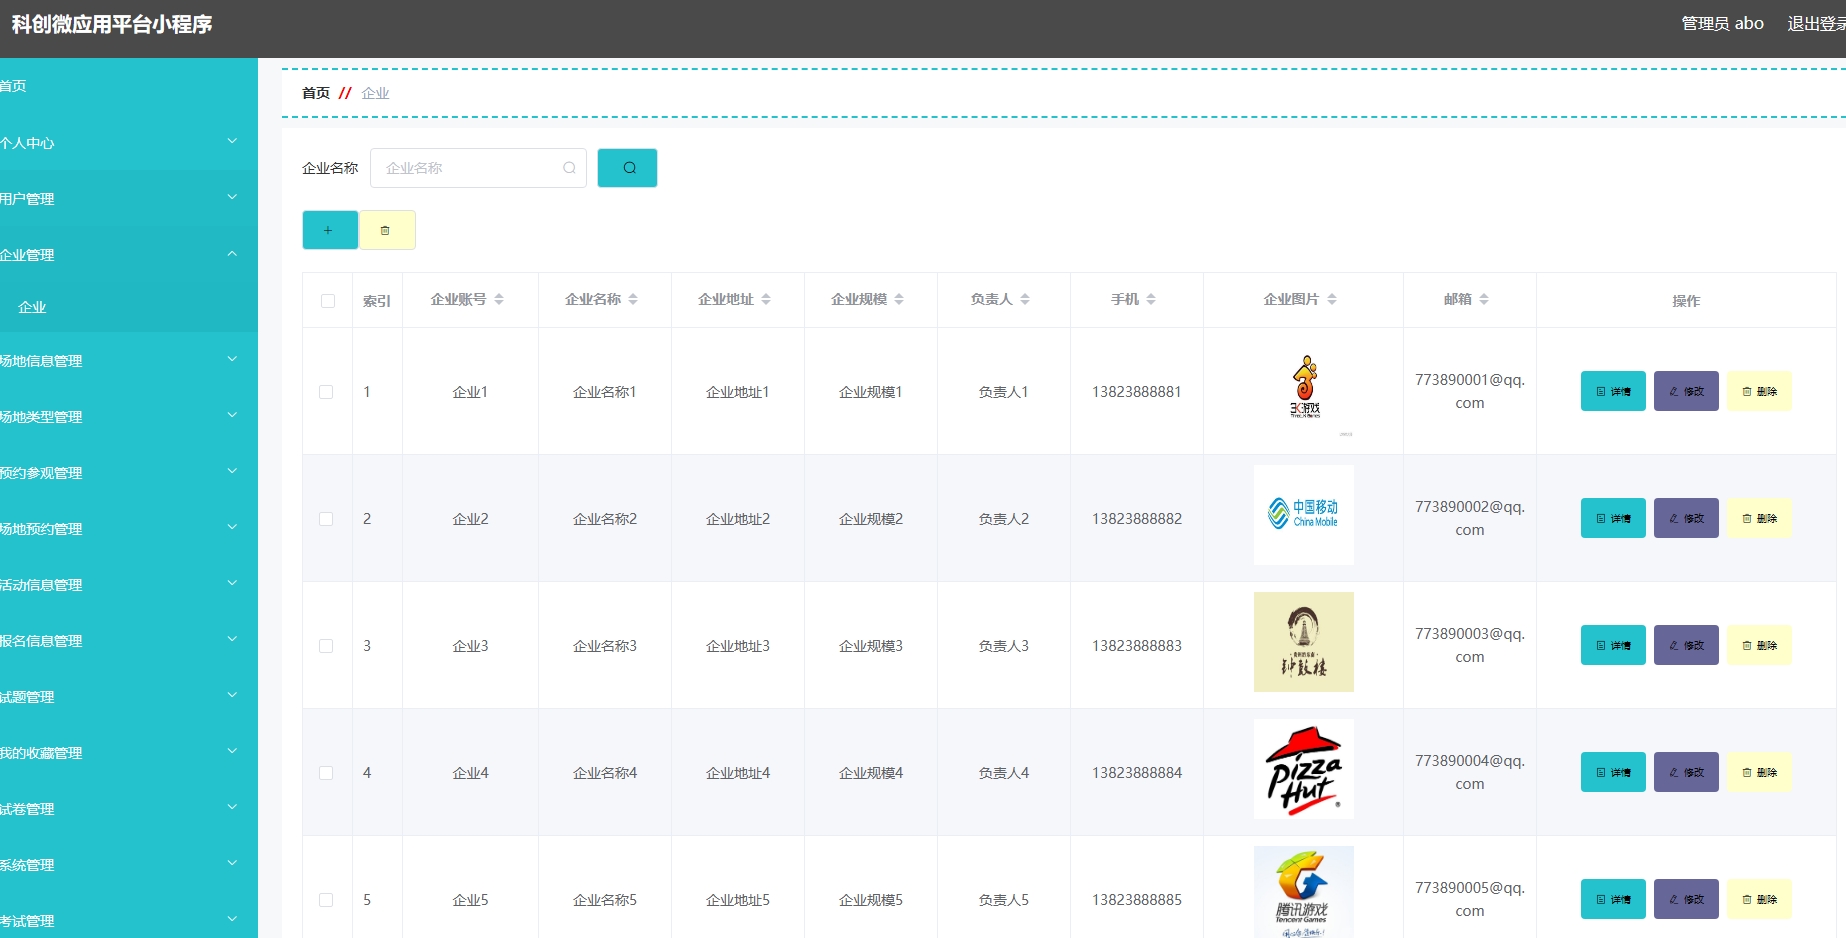 科创微应用平台小程序
管理员 abo 退出登录
首页
个人中心
用户管理
企业管理
企业
场地信息管理
场地类型管理
预约参观管理
场地预约管理
活动信息管理
报名信息管理
试题管理
我的收藏管理
试卷管理
系统管理
考试管理
首页 // 企业
企业名称 企业名称
索引 企业账号 企业名称 企业地址 企业规模 负责人 手机 企业图片 邮箱 操作
1 企业1 企业名称1 企业地址1 企业规模1 负责人1 13823888881 3K游戏 773890001@qq.com 详情 修改 删除
2 企业2 企业名称2 企业地址2 企业规模2 负责人2 13823888882 中国移动 China Mobile 773890002@qq.com 详情 修改 删除
3 企业3 企业名称3 企业地址3 企业规模3 负责人3 13823888883 钟鼓楼 773890003@qq.com 详情 修改 删除
4 企业4 企业名称4 企业地址4 企业规模4 负责人4 13823888884 Pizza Hut ® 773890004@qq.com 详情 修改 删除
5 企业5 企业名称5 企业地址5 企业规模5 负责人5 13823888885 腾讯游戏 Tencent Games 773890005@qq.com 详情 修改 删除